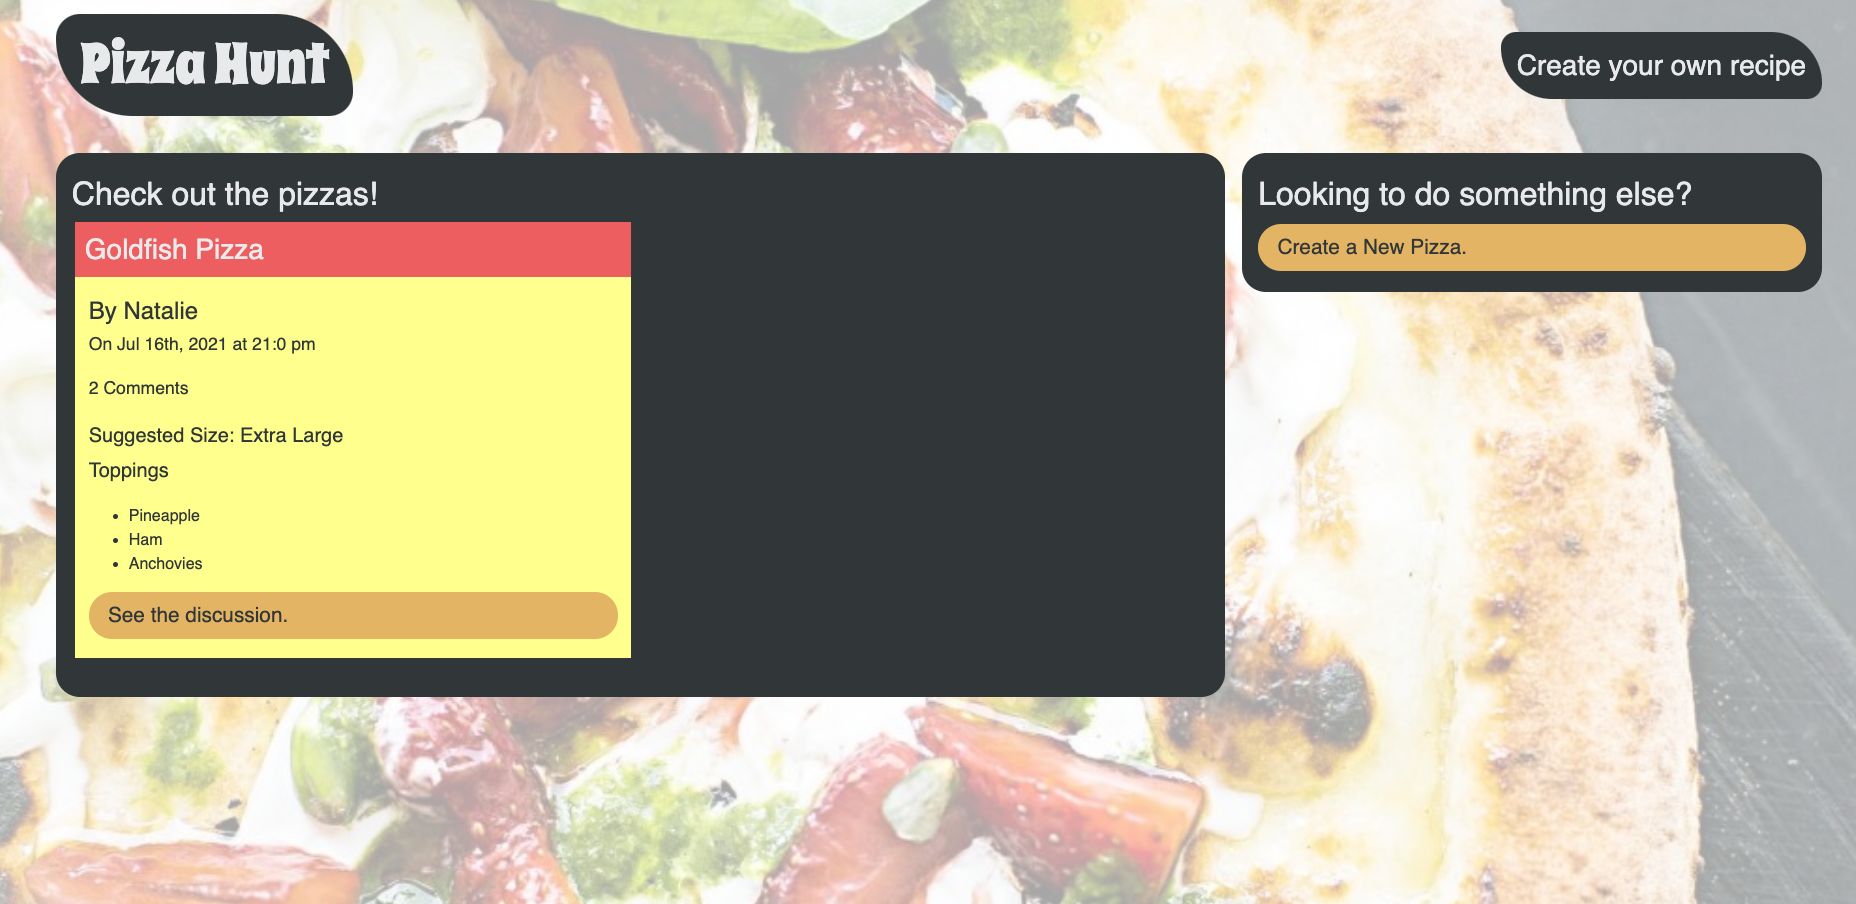 Pizza Hunt
Create your own recipe
Check out the pizzas!
Goldfish Pizza
By Natalie
On Jul 16th, 2021 at 21:0 pm
2 Comments
Suggested Size: Extra Large
Toppings
• Pineapple
• Ham
• Anchovies
See the discussion.
Looking to do something else?
Create a New Pizza.